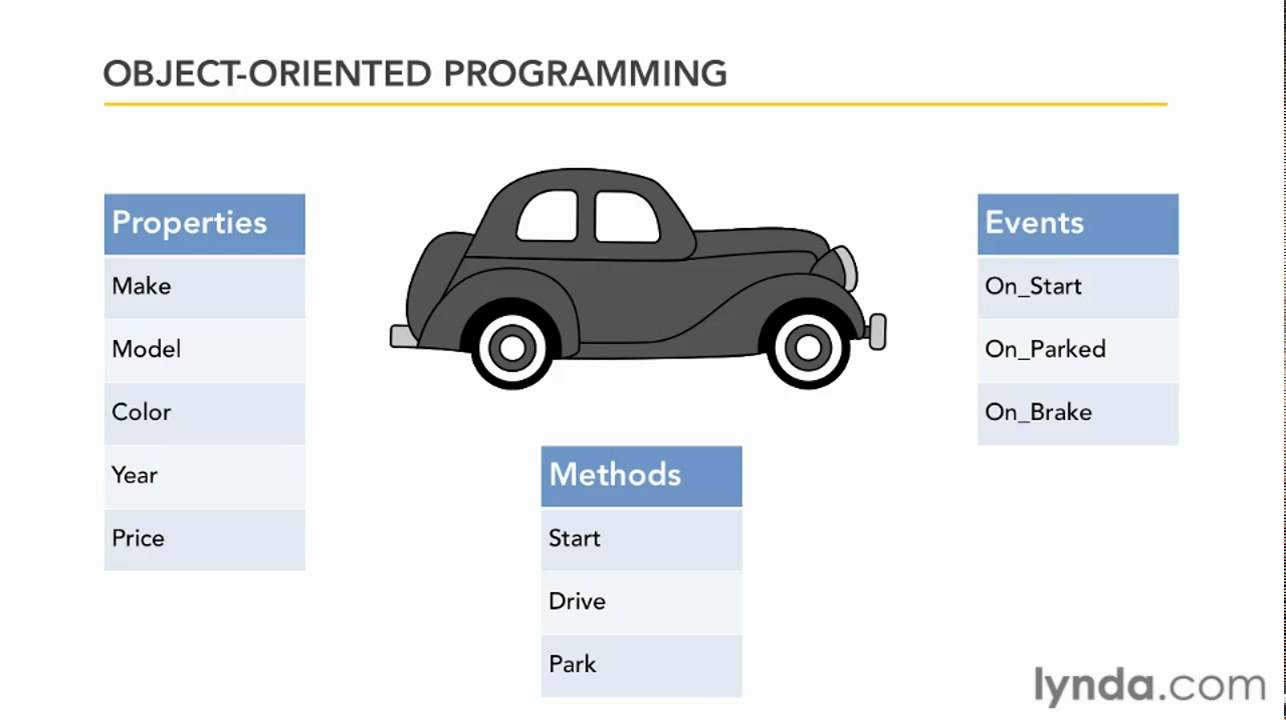 OBJECT-ORIENTED PROGRAMMING
Properties
Make
Model
Color
Year
Price
Methods
Start
Drive
Park
Events
On_Start
On_Parked
On_Brake
lynda.com